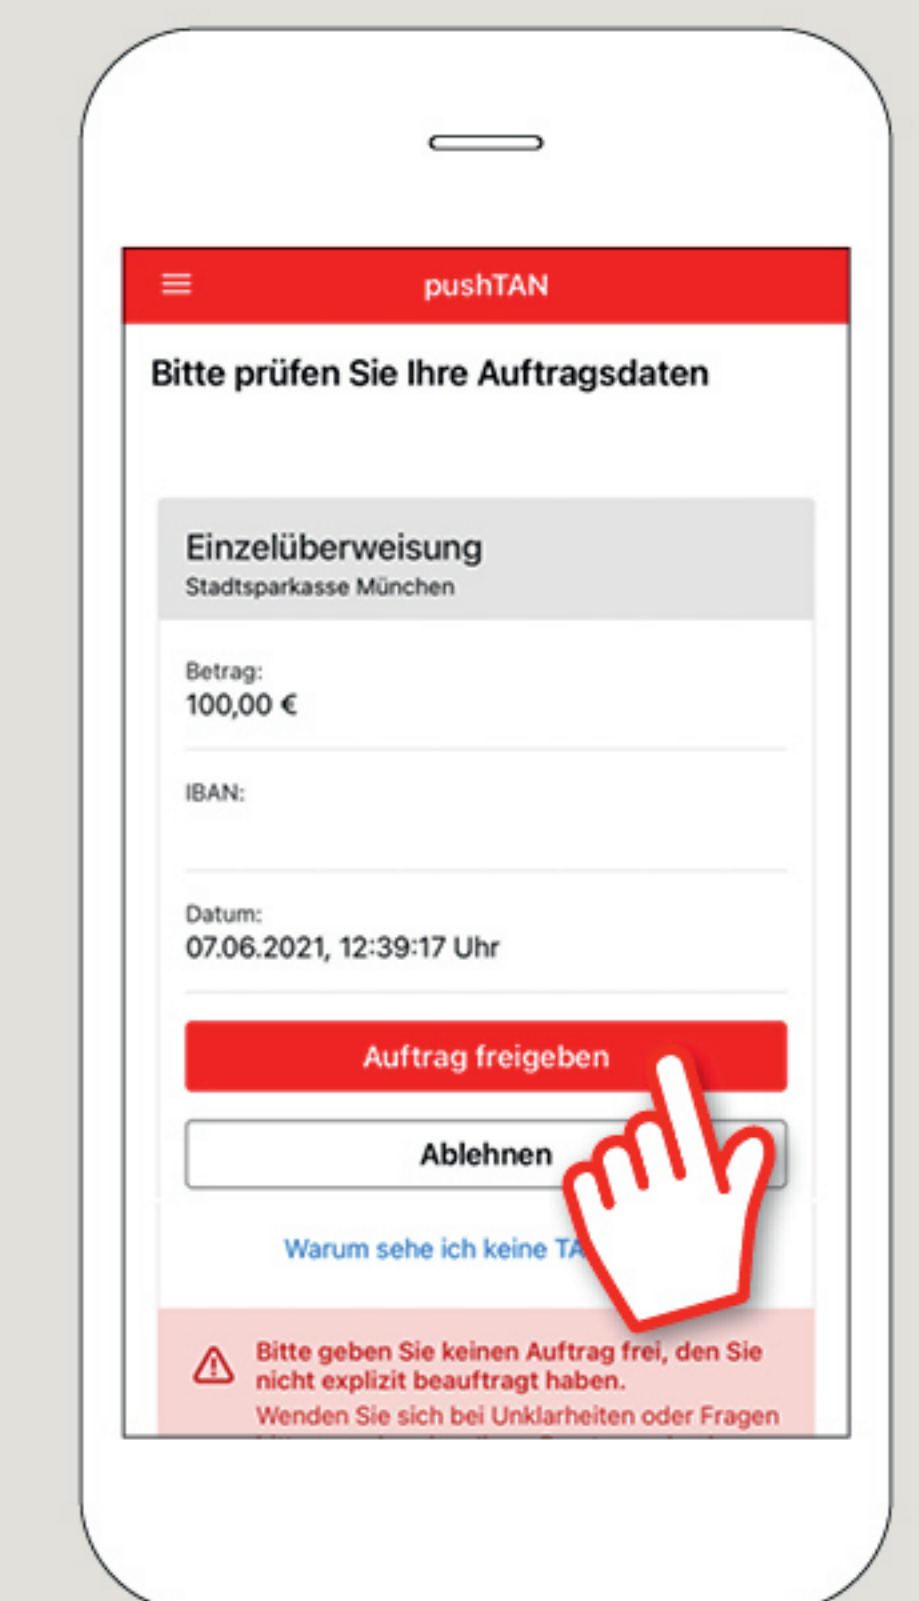 pushTAN
Bitte prüfen Sie Ihre Auftragsdaten
Einzelüberweisung
Stadtsparkasse München
Betrag:
100,00 €
IBAN:
Datum:
07.06.2021, 12:39:17 Uhr
Auftrag freigeben
Ablehnen
Warum sehe ich keine
Bitte geben Sie keinen Auftrag frei, den Sie
nicht explizit beauftragt haben.
Wenden Sie sich bei Unklarheiten oder Fragen